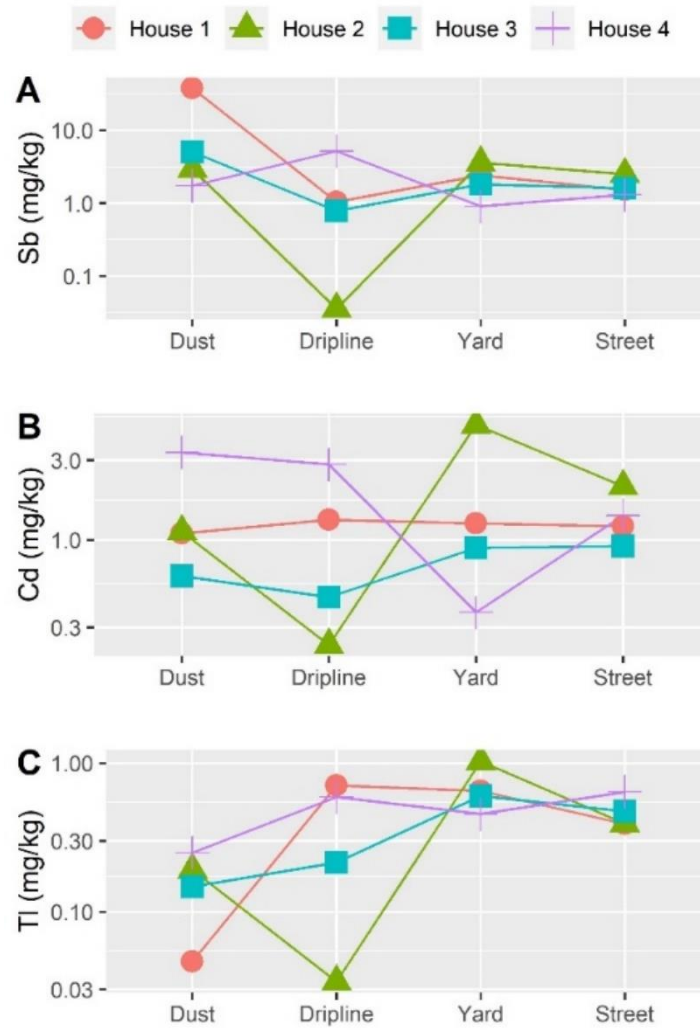 House 1 House 2 House 3 House 4
A
Sb (mg/kg)
10.0
1.0
0.1
Dust Dripline Yard Street
B
Cd (mg/kg)
3.0
1.0
0.3
Dust Dripline Yard Street
C
Tl (mg/kg)
1.00
0.30
0.10
0.03
Dust Dripline Yard Street